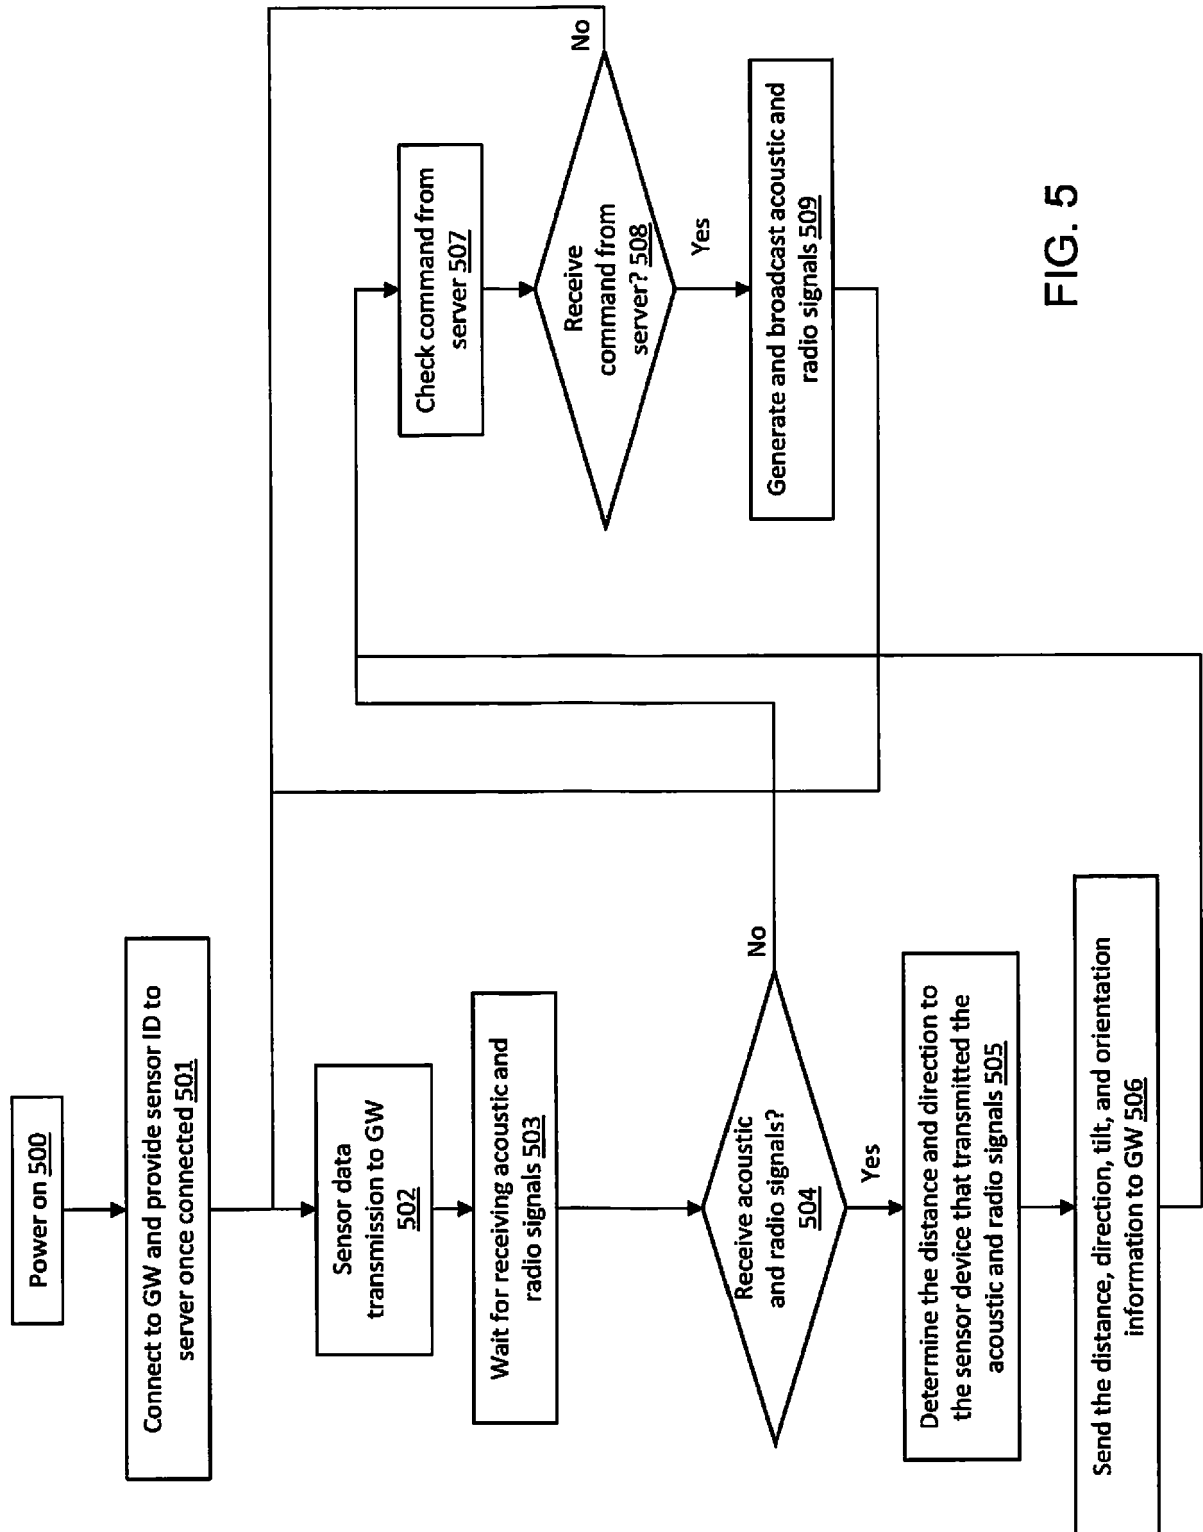 Power on 500
Connect to GW and provide sensor ID to
server once connected 501
Sensor data
transmission to GW
502
Wait for receiving acoustic and
radio signals 503
Receive acoustic
and radio signals?
504
No
Yes
Determine the distance and direction to
the sensor device that transmitted the
acoustic and radio signals 505
Send the distance, direction, tilt, and orientation
information to GW 506
Check command from
server 507
Receive
command from
server? 508
No
Yes
Generate and broadcast acoustic and
radio signals 509
FIG. 5